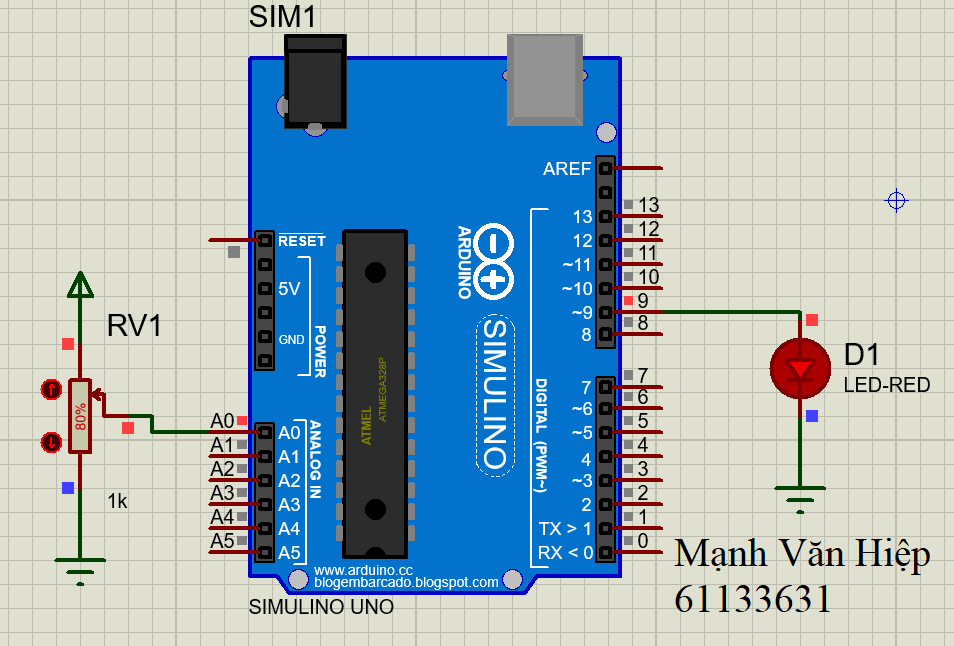 SIM1
AREF
13
13
12
12
~11
11
~10
10
~9
9
8
8
7
7
~6
6
~5
5
4
4
~3
3
2
2
TX > 1
1
RX < 0
0
RESET
5V
GND
POWER
ARDUINO
SIMULINO
DIGITAL (PWM~)
ATMEL
ATMEGA328P
ANALOG IN
A0
A0
A1
A1
A2
A2
A3
A3
A4
A4
A5
A5
www.arduino.cc
blogembarcado.blogspot.com
SIMULINO UNO
RV1
80%
1k
D1
LED-RED
Mạnh Văn Hiệp
61133631